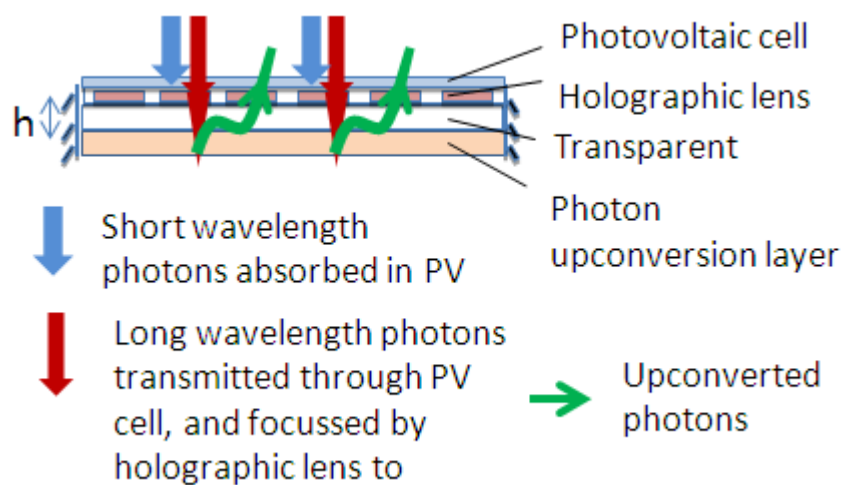 Photovoltaic cell
Holographic lens
h
Transparent
Photon
upconversion layer
Short wavelength
photons absorbed in PV
Long wavelength photons
transmitted through PV
cell, and focussed by
holographic lens to
Upconverted
photons